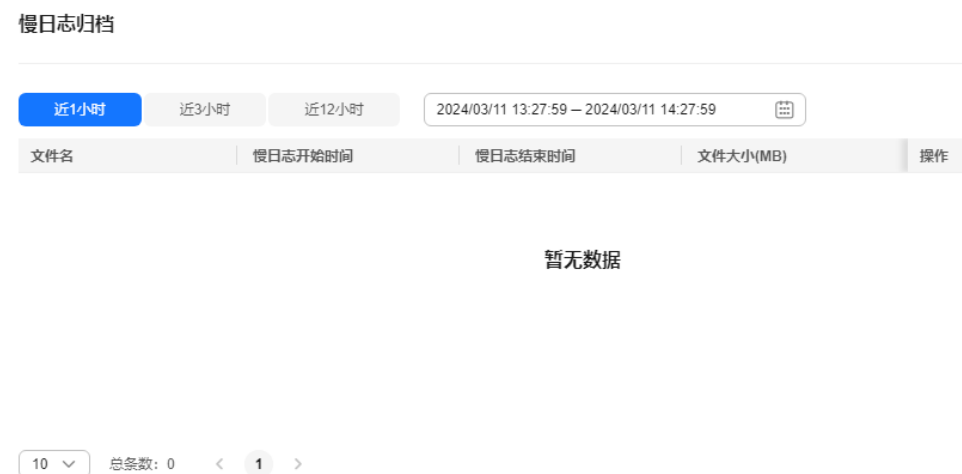 慢日志归档
近1小时 近3小时 近12小时 2024/03/11 13:27:59 – 2024/03/11 14:27:59
文件名 慢日志开始时间 慢日志结束时间 文件大小(MB) 操作
暂无数据
10 总条数: 0 < 1 >